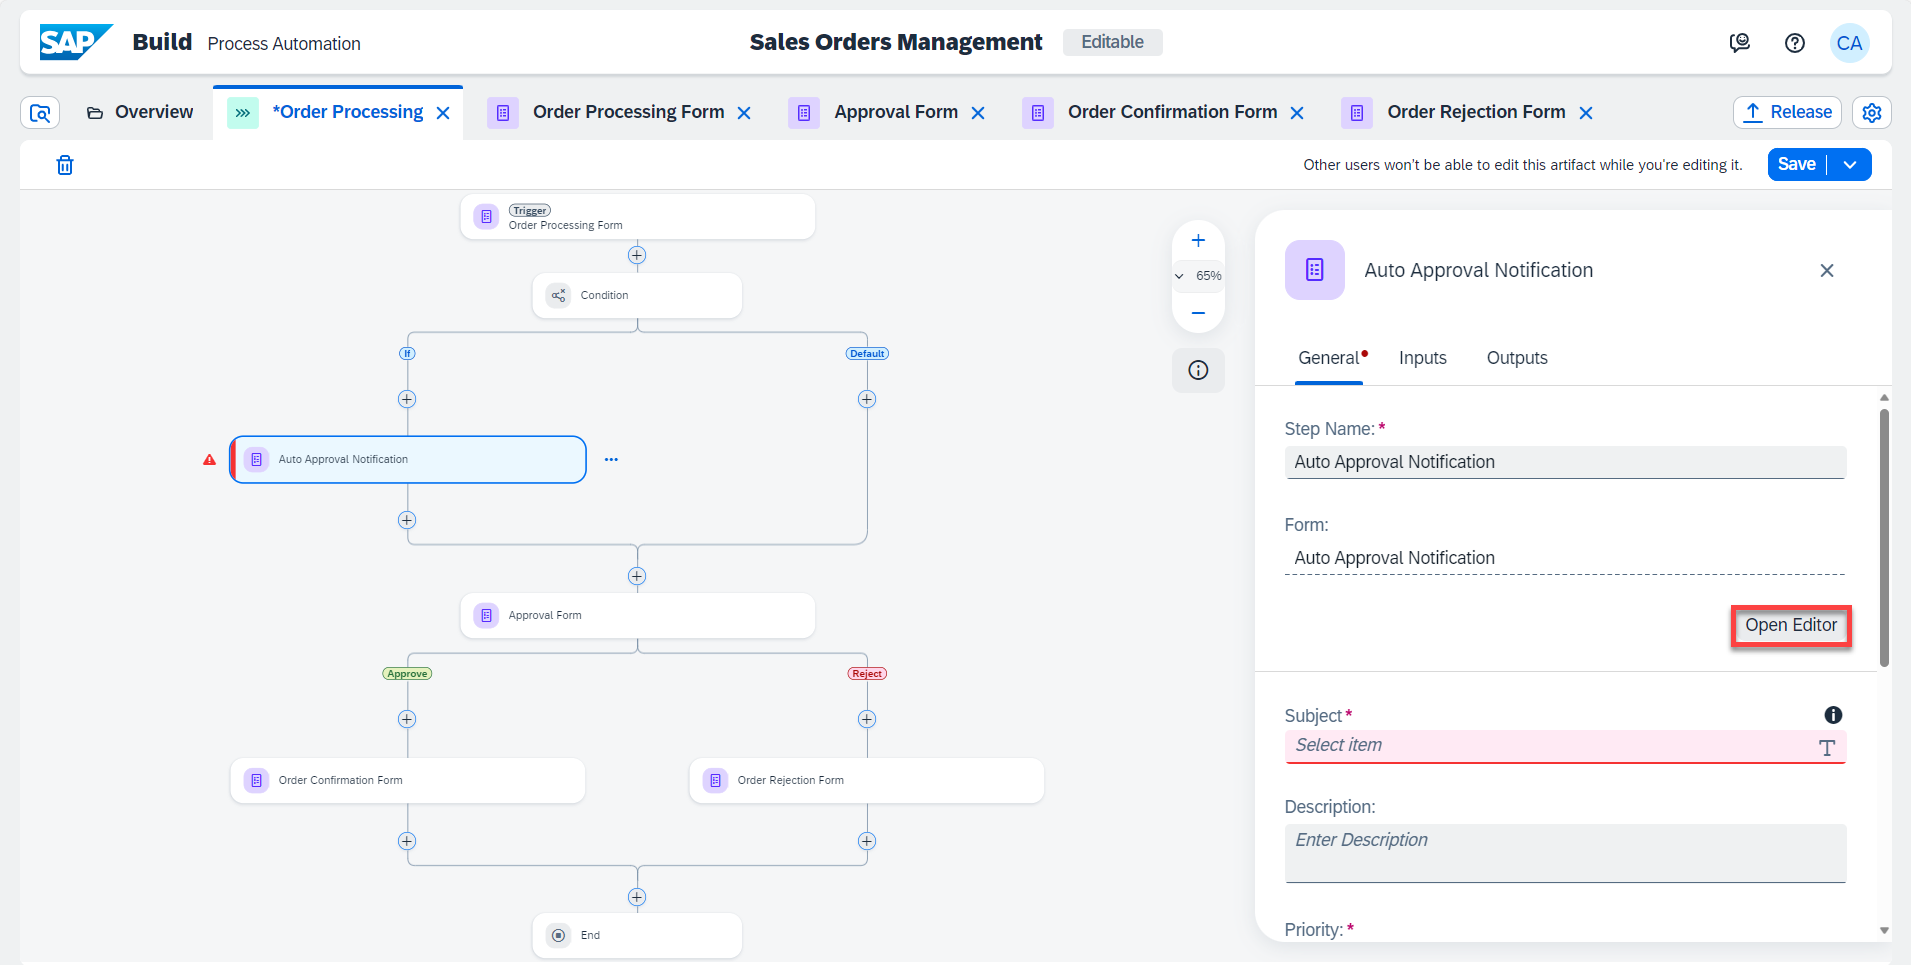 SAP Build Process Automation Sales Orders Management Editable CA
Overview *Order Processing Order Processing Form Approval Form Order Confirmation Form Order Rejection Form Release
Other users won't be able to edit this artifact while you're editing it. Save
Trigger
Order Processing Form
Condition
If Default
Auto Approval Notification
Approval Form
Approve Reject
Order Confirmation Form Order Rejection Form
End
65%
Auto Approval Notification
General Inputs Outputs
Step Name: *
Auto Approval Notification
Form:
Auto Approval Notification
Open Editor
Subject *
Select item
Description:
Enter Description
Priority: *